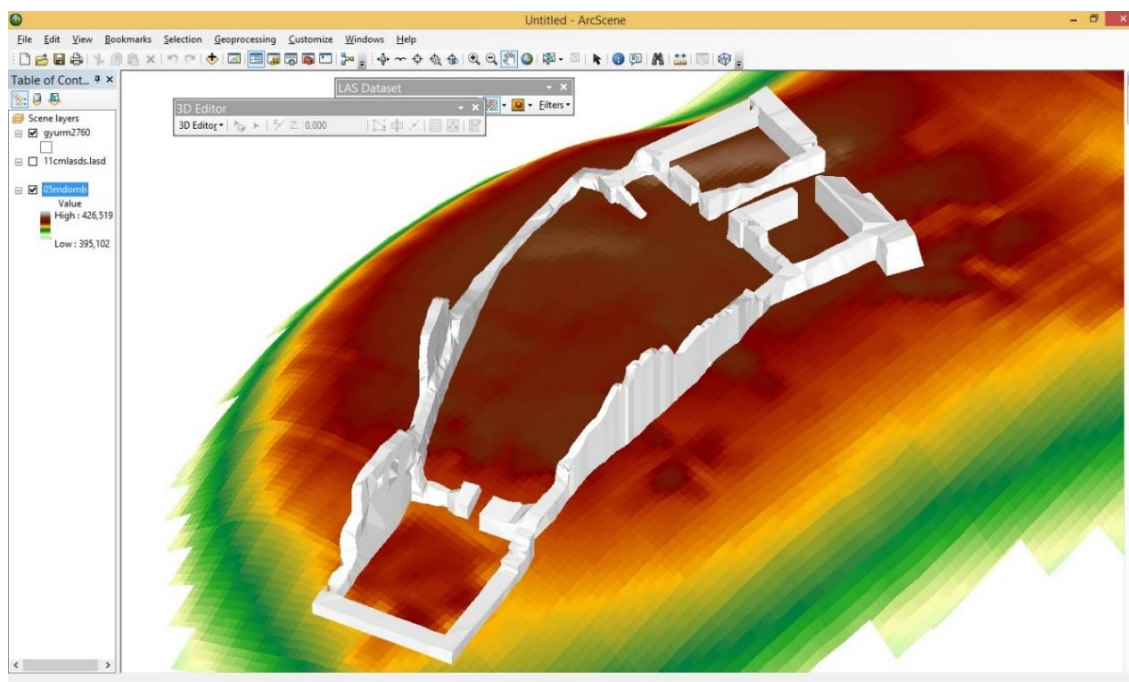 Untitled - ArcScene
File Edit View Bookmarks Selection Geoprocessing Customize Windows Help
Table of Cont...
LAS Dataset
Filters
3D Editor
3D Editor Z: 0,000
Scene layers
gyurm2760
11cmlasds.lasd
05mdomb
Value
High : 426,519
Low : 395,102